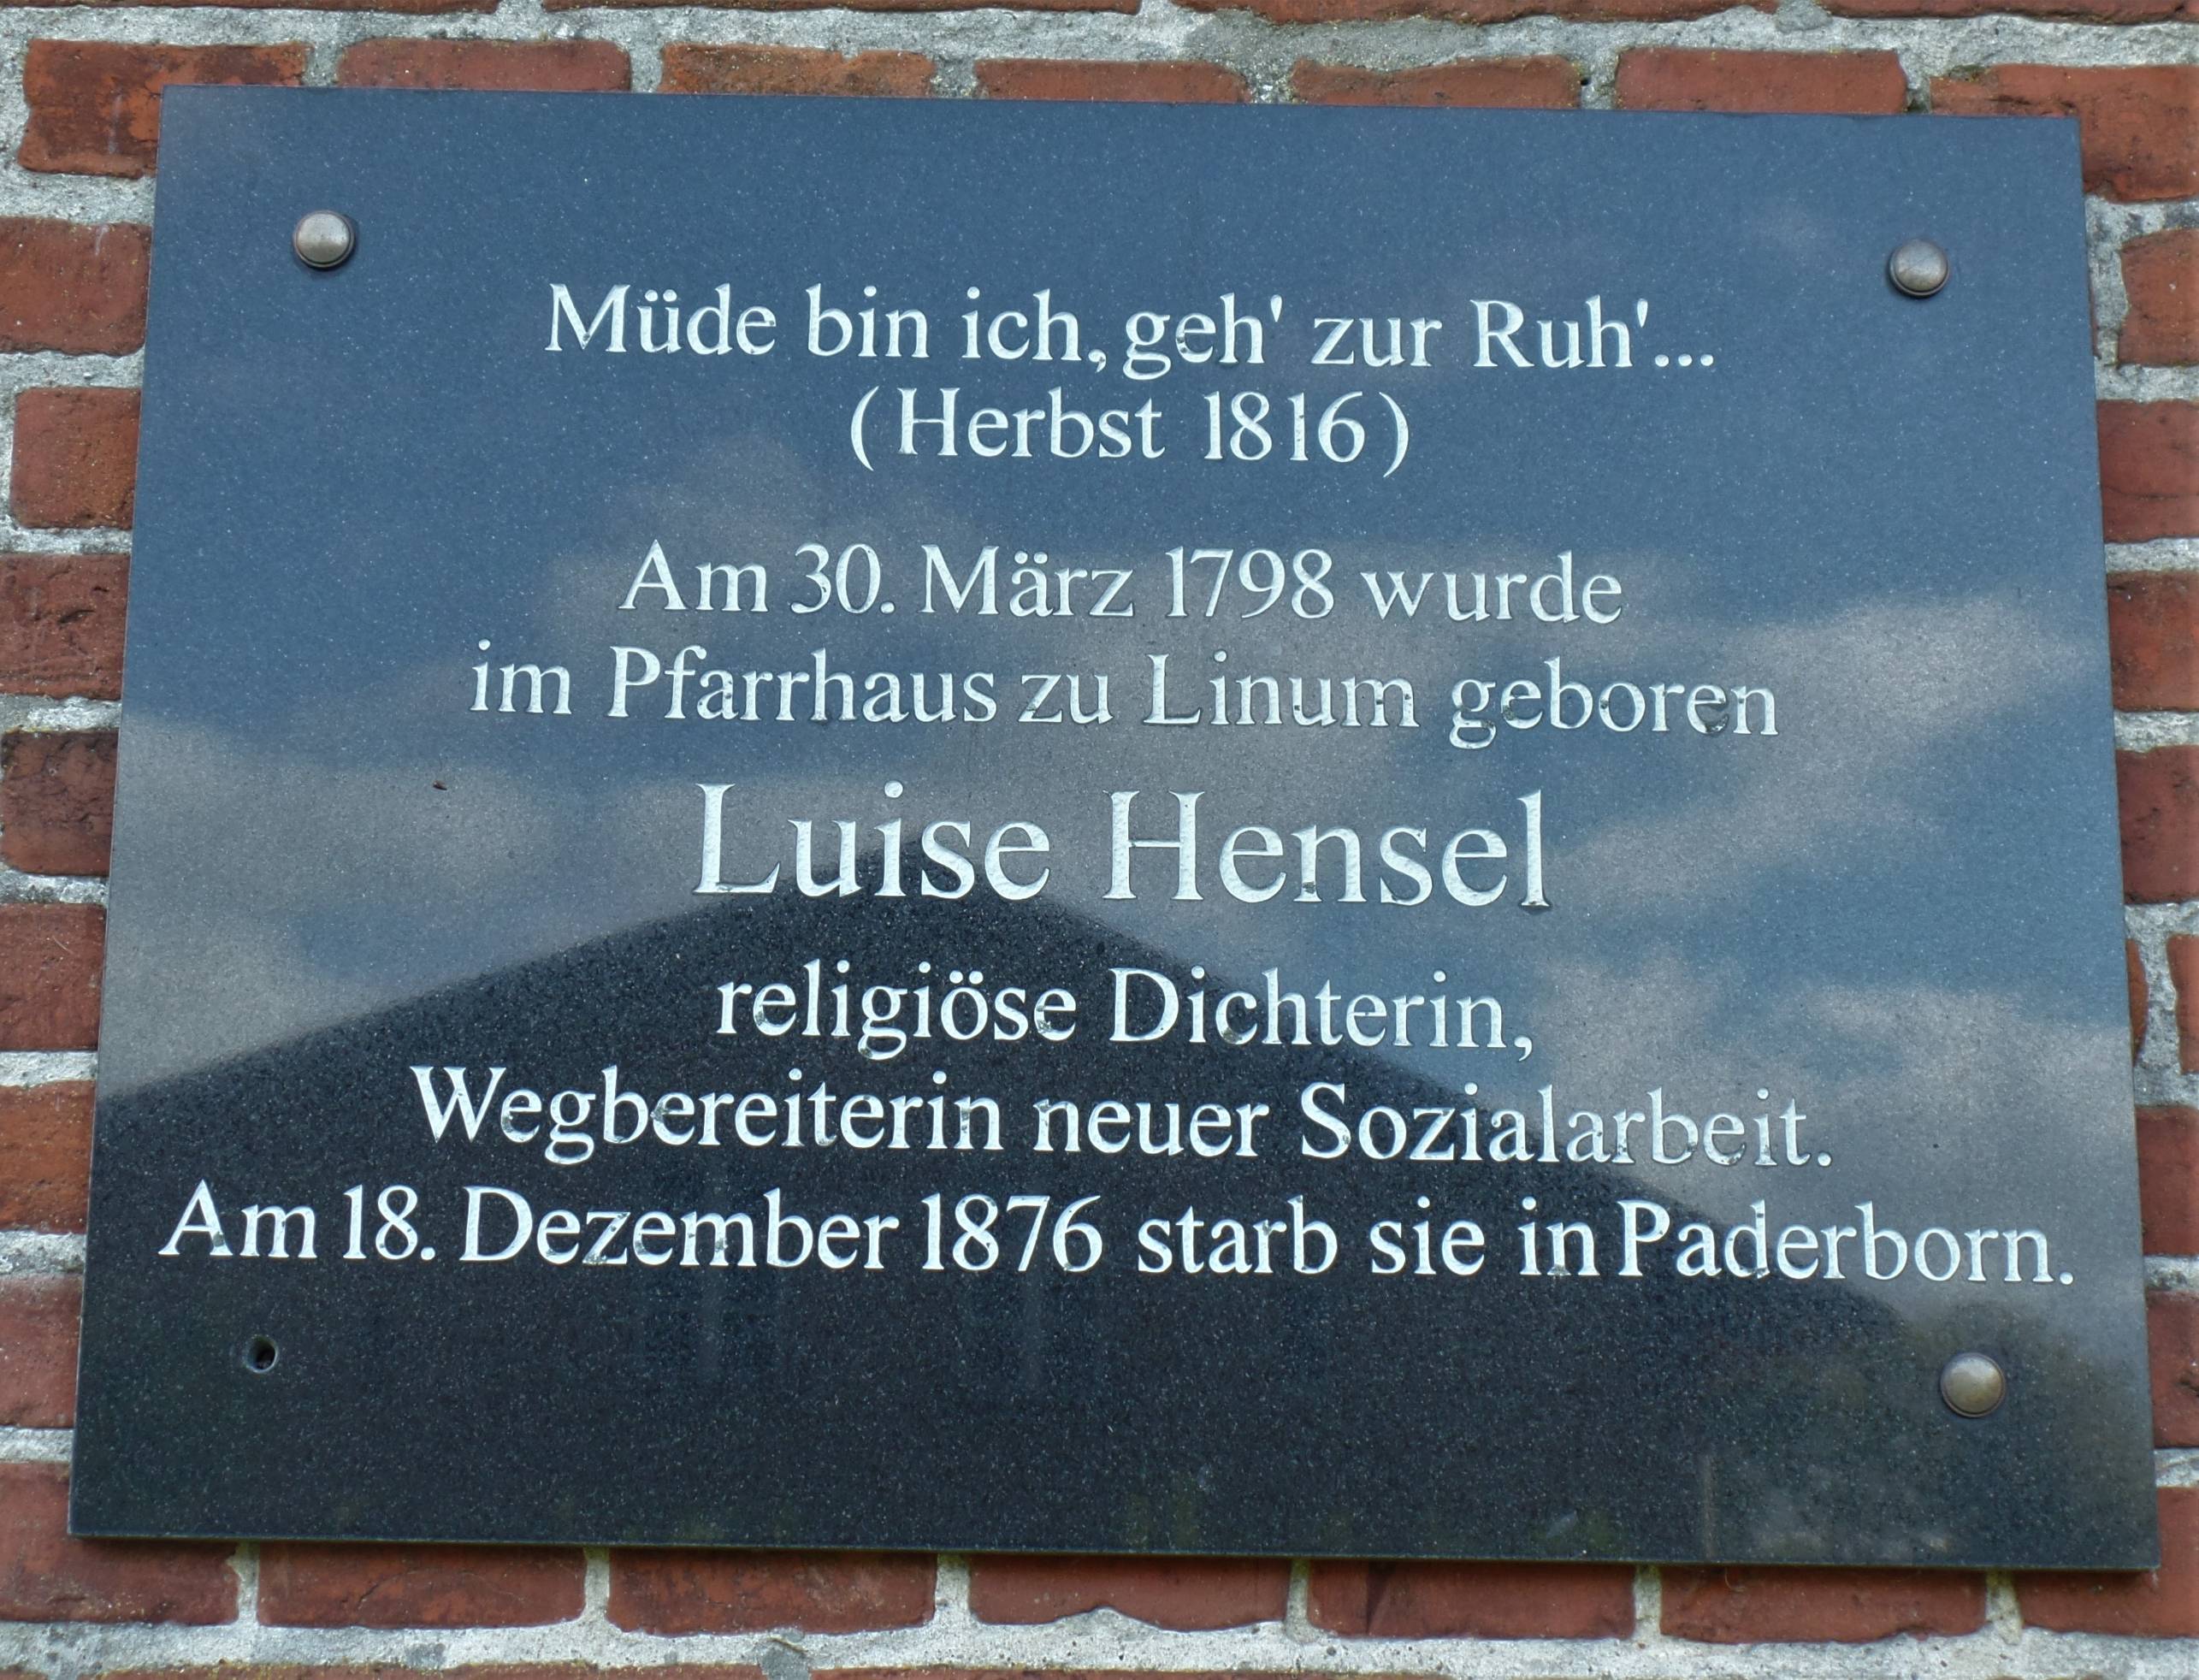 Müde bin ich, geh' zur Ruh'...
(Herbst 1816)
Am 30. März 1798 wurde
im Pfarrhaus zu Linum geboren
Luise Hensel
religiöse Dichterin,
Wegbereiterin neuer Sozialarbeit.
Am 18. Dezember 1876 starb sie in Paderborn.